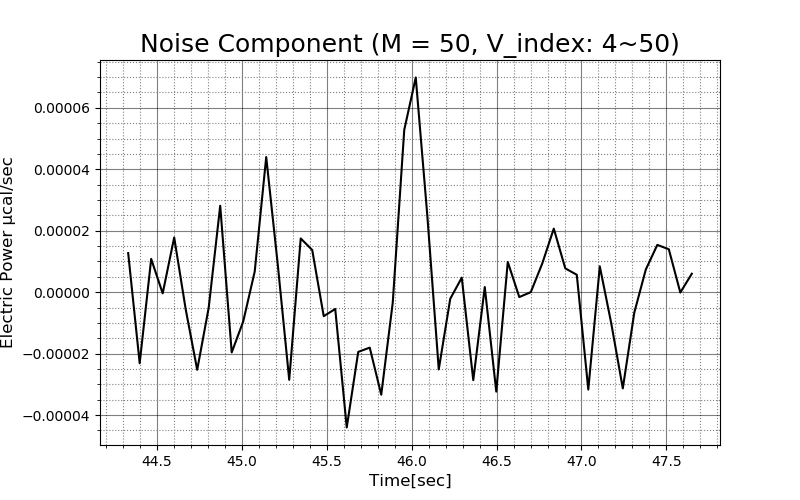 Noise Component (M = 50, V_index: 4~50)
Electric Power μcal/sec
0.00006
0.00004
0.00002
0.00000
−0.00002
−0.00004
44.5 45.0 45.5 46.0 46.5 47.0 47.5
Time[sec]